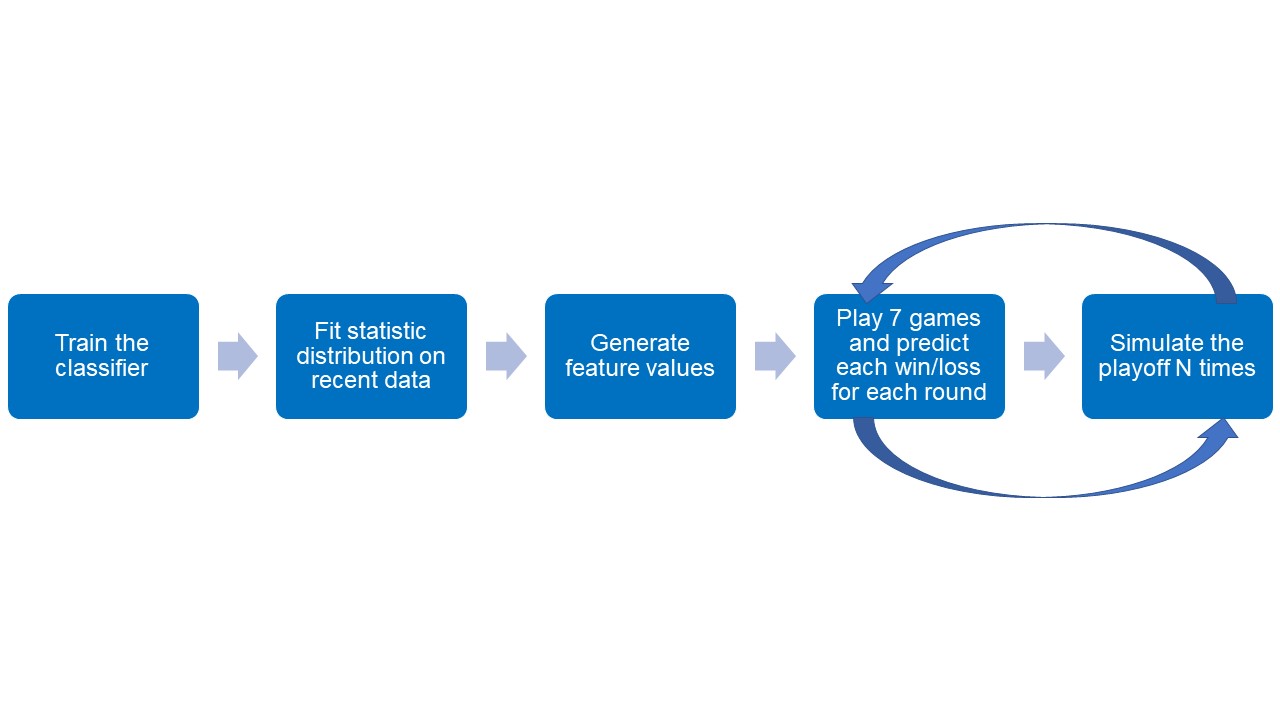 Train the
classifier
Fit statistic
distribution on
recent data
Generate
feature values
Play 7 games
and predict
each win/loss
for each round
Simulate the
playoff N times